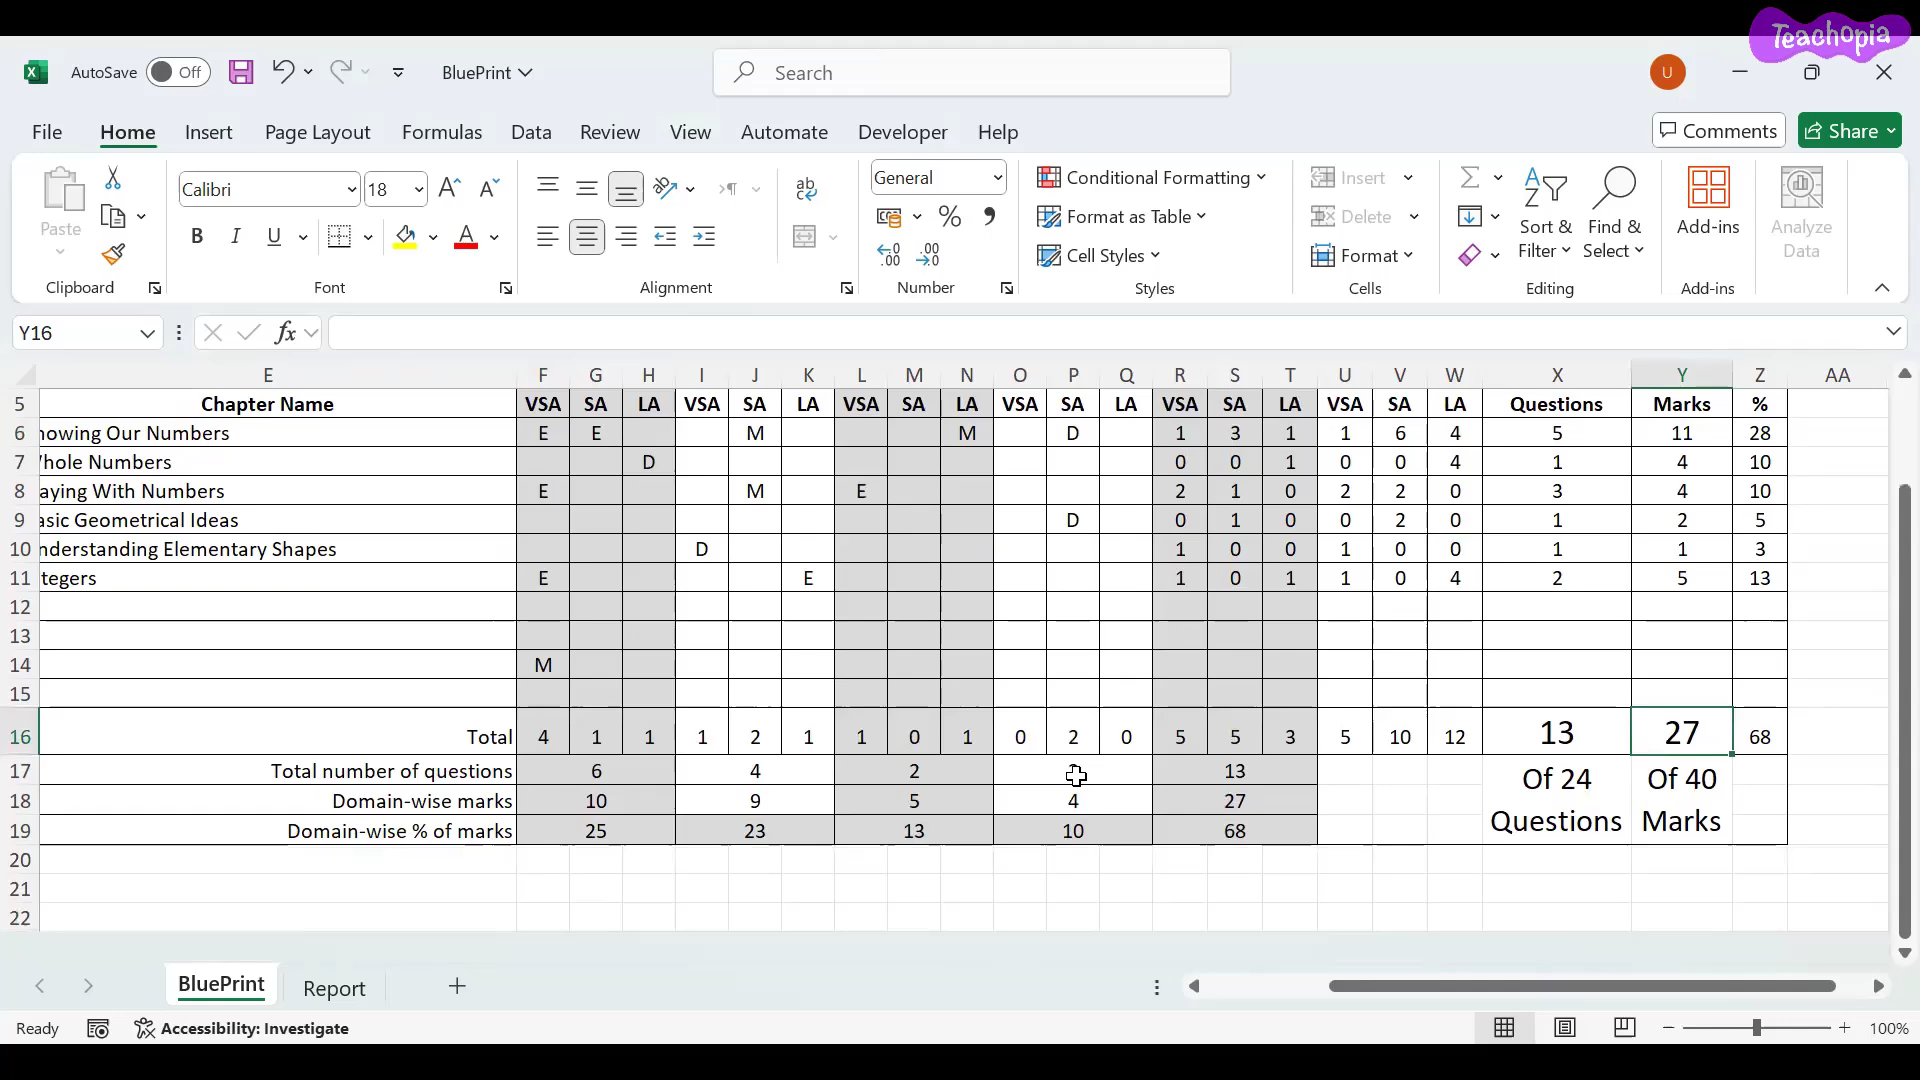 Teachopia
AutoSave Off BluePrint Search U
File Home Insert Page Layout Formulas Data Review View Automate Developer Help Comments Share
Paste Calibri 18 General Conditional Formatting Insert
Format as Table Delete Sort & Filter Find & Select Add-ins Analyze Data
B I U A % Cell Styles Format
Clipboard Font Alignment Number Styles Cells Editing Add-ins
Y16 fx
E F G H I J K L M N O P Q R S T U V W X Y Z AA
5 Chapter Name VSA SA LA VSA SA LA VSA SA LA VSA SA LA VSA SA LA VSA SA LA Questions Marks %
6 nowing Our Numbers E E M M D 1 3 1 1 6 4 5 11 28
7 hole Numbers D 0 0 1 0 0 4 1 4 10
8 aying With Numbers E M E 2 1 0 2 2 0 3 4 10
9 asic Geometrical Ideas D 0 1 0 0 2 0 1 2 5
10 nderstanding Elementary Shapes D 1 0 0 1 0 0 1 1 3
11 tegers E E 1 0 1 1 0 4 2 5 13
12
13
14 M
15
16 Total 4 1 1 1 2 1 1 0 1 0 2 0 5 5 3 5 10 12 13 27 68
17 Total number of questions 6 4 2 13 Of 24 Of 40
18 Domain-wise marks 10 9 5 4 27 Questions Marks
19 Domain-wise % of marks 25 23 13 10 68
20
21
22
BluePrint Report
Ready Accessibility: Investigate 100%